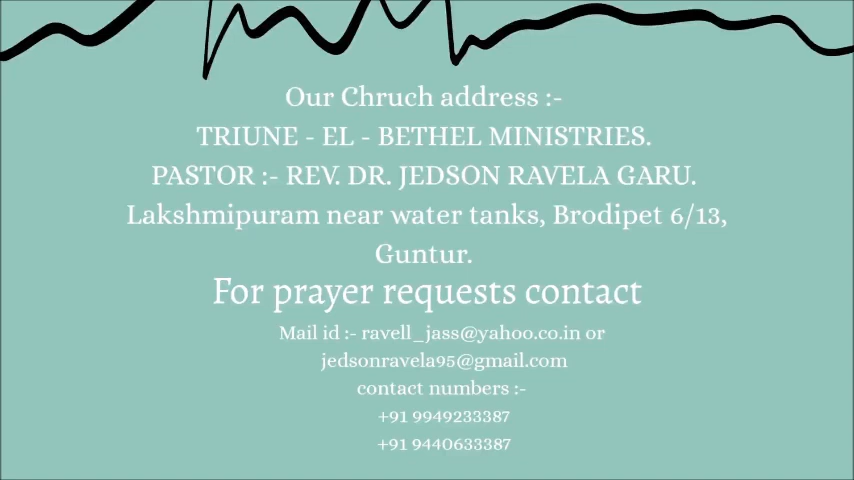 Our Chruch address :-
TRIUNE - EL - BETHEL MINISTRIES.
PASTOR :- REV. DR. JEDSON RAVELA GARU.
Lakshmipuram near water tanks, Brodipet 6/13,
Guntur.
For prayer requests contact
Mail id :- ravell_jass@yahoo.co.in or
jedsonravela95@gmail.com
contact numbers :-
+91 9949233387
+91 9440633387